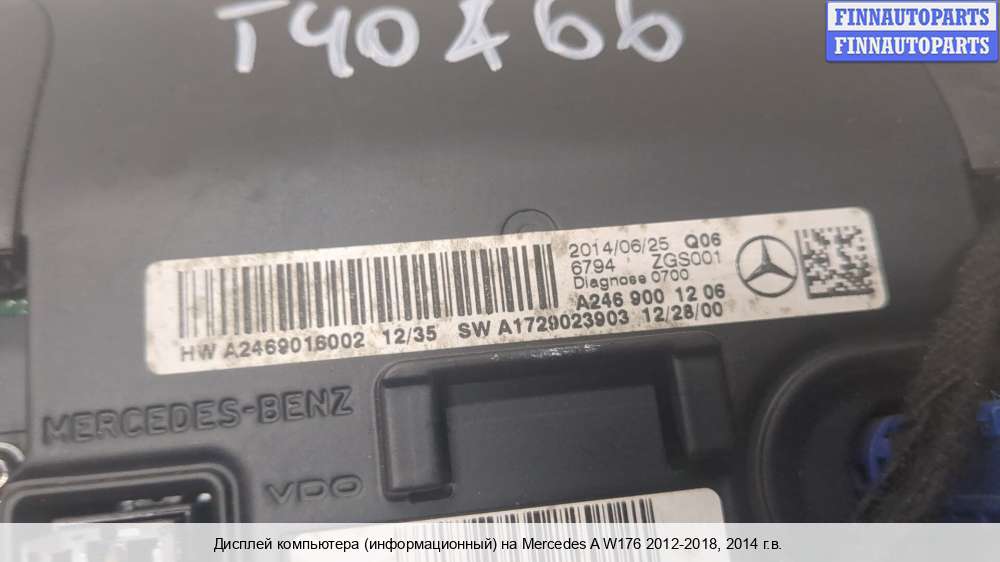 T40766
FINNAUTOPARTS
FINNAUTOPARTS
2014/06/25 Q06
6794 ZGS001
Diagnose 0700
A246 900 12 06
HW A2469016002 12/35 SW A1729023903 12/28/00
MERCEDES-BENZ
VDO
Дисплей компьютера (информационный) на Mercedes A W176 2012-2018, 2014 г.в.